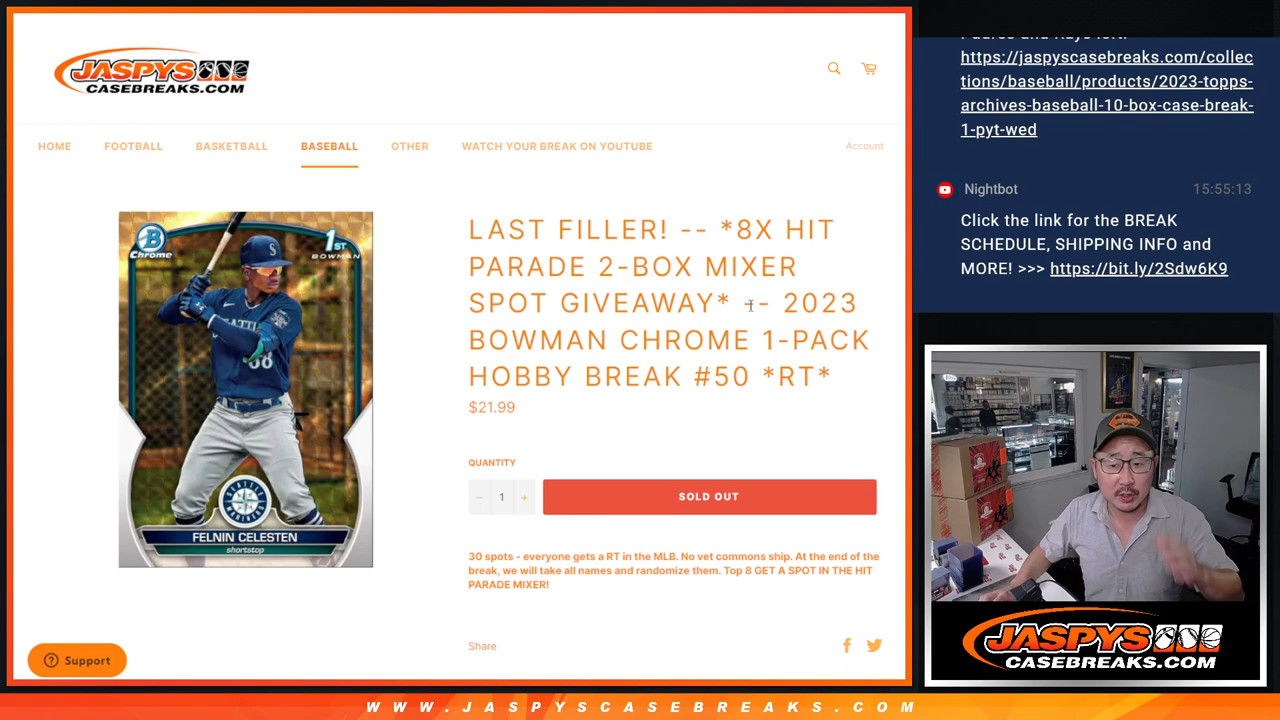 JASPYS
CASEBREAKS.COM
HOME FOOTBALL BASKETBALL BASEBALL OTHER WATCH YOUR BREAK ON YOUTUBE Account
B
Chrome
1ST
BOWMAN
S
SEATTLE
68
SEATTLE
MARINERS
FELNIN CELESTEN
shortstop
LAST FILLER! -- *8X HIT
PARADE 2-BOX MIXER
SPOT GIVEAWAY* -- 2023
BOWMAN CHROME 1-PACK
HOBBY BREAK #50 *RT*
$21.99
QUANTITY
− 1 +
SOLD OUT
30 spots - everyone gets a RT in the MLB. No vet commons ship. At the end of the
break, we will take all names and randomize them. Top 8 GET A SPOT IN THE HIT
PARADE MIXER!
Share
Support
https://jaspyscasebreaks.com/collec
tions/baseball/products/2023-topps-
archives-baseball-10-box-case-break-
1-pyt-wed
Nightbot 15:55:13
Click the link for the BREAK
SCHEDULE, SHIPPING INFO and
MORE! >>> https://bit.ly/2Sdw6K9
JASPYS
CASEBREAKS.COM
WWW.JASPYSCASEBREAKS.COM